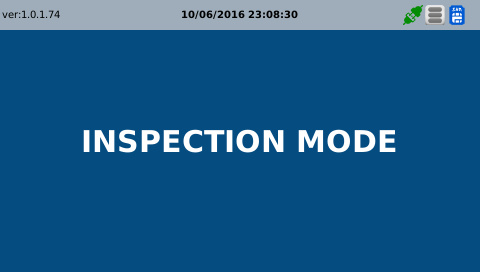 ver:1.0.1.74 10/06/2016 23:08:30
INSPECTION MODE